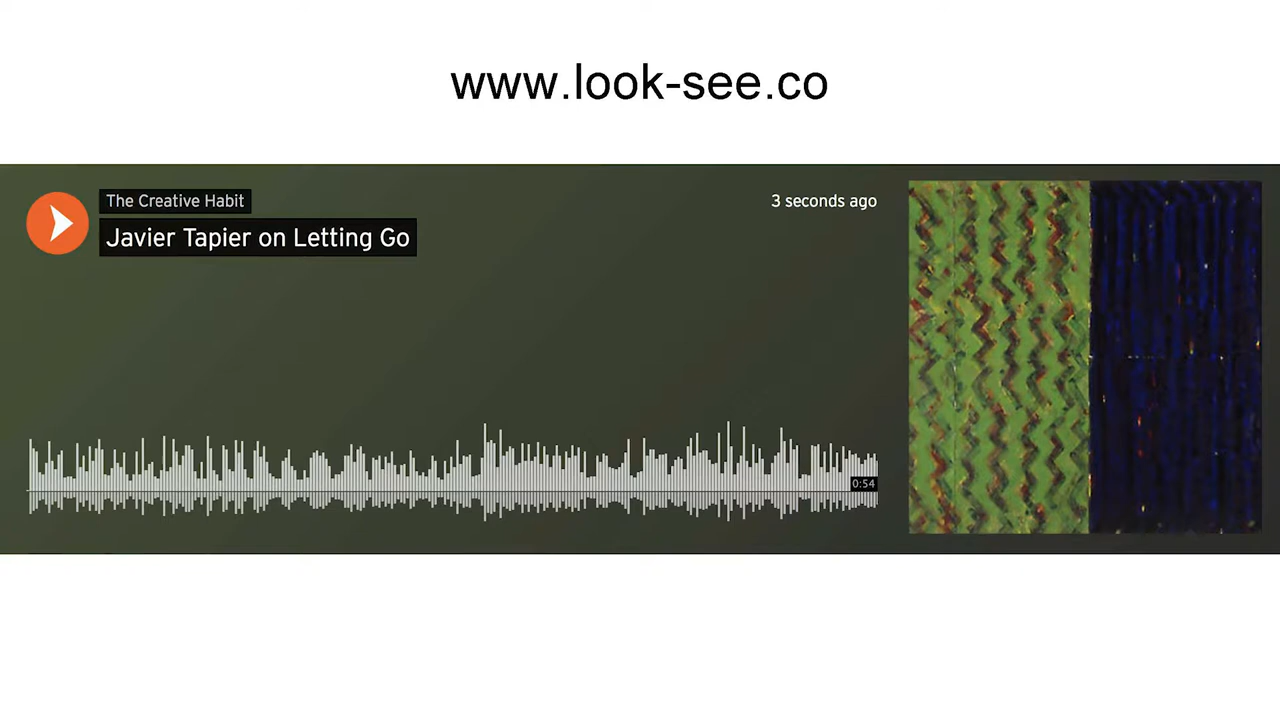 www.look-see.co
The Creative Habit
3 seconds ago
Javier Tapier on Letting Go
0:54